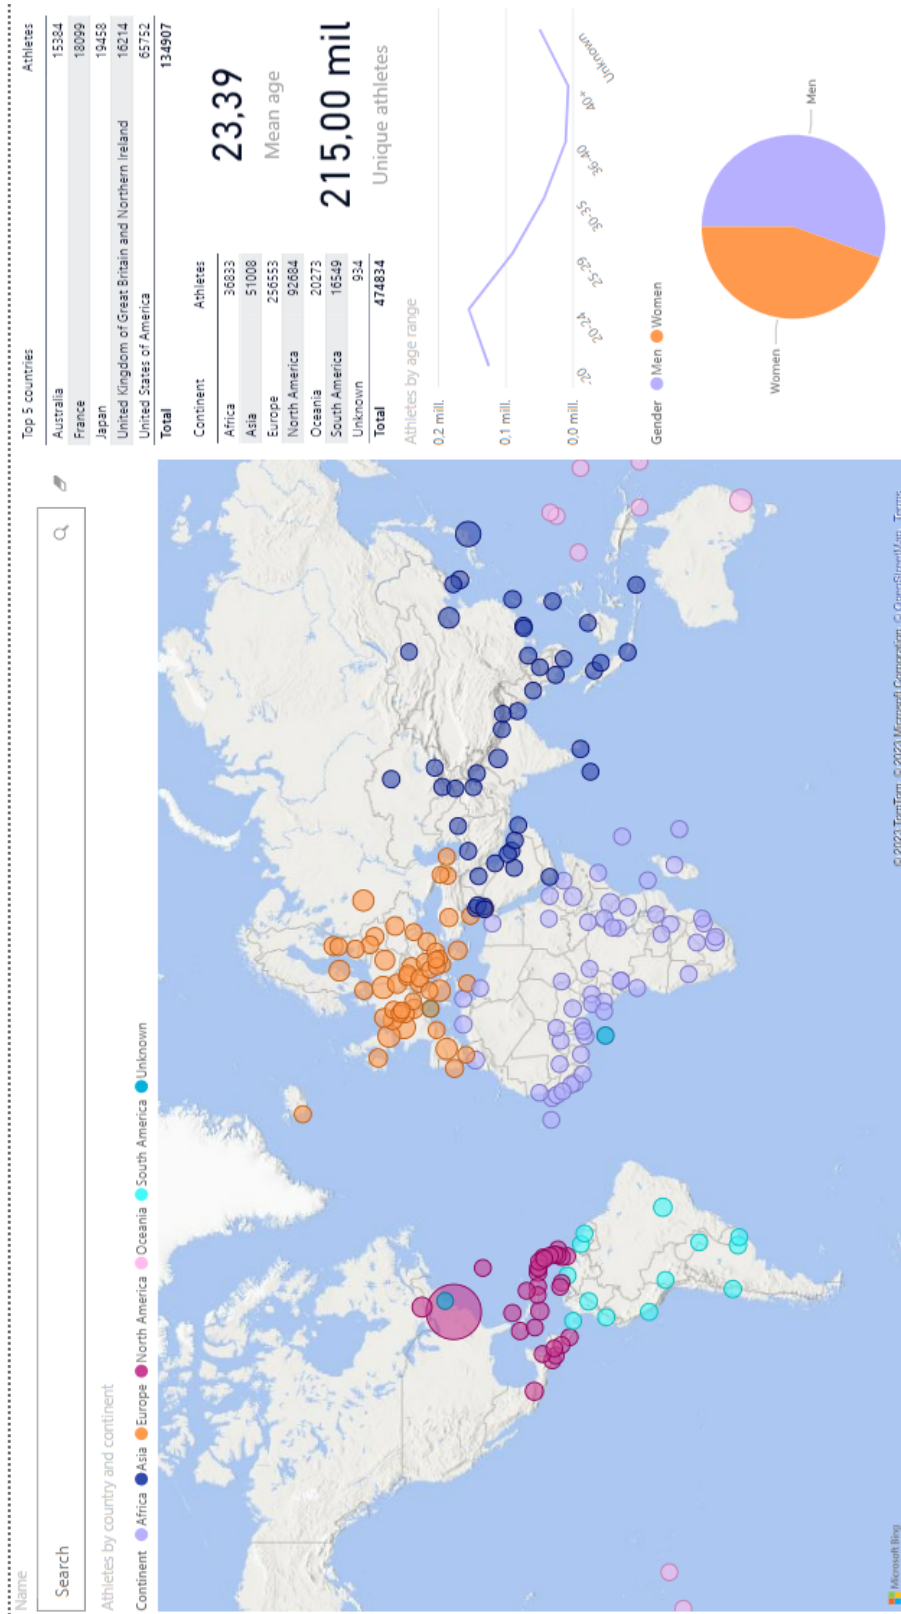 Name
Search
Athletes by country and continent
Continent Africa Asia Europe North America Oceania South America Unknown
Microsoft Bing
© 2023 TomTom, © 2023 Microsoft Corporation, © OpenStreetMap Terms
Top 5 countries Athletes
Australia 15384
France 18099
Japan 19458
United Kingdom of Great Britain and Northern Ireland 16214
United States of America 65752
Total 134907
Continent Athletes
Africa 36833
Asia 51008
Europe 256553
North America 92684
Oceania 20273
South America 16549
Unknown 934
Total 474834
23,39
Mean age
215,00 mil
Unique athletes
Athletes by age range
0,2 mill.
0,1 mill.
0,0 mill.
-20 20-24 25-29 30-35 36-40 40+ Unknown
Gender Men Women
Women
Men